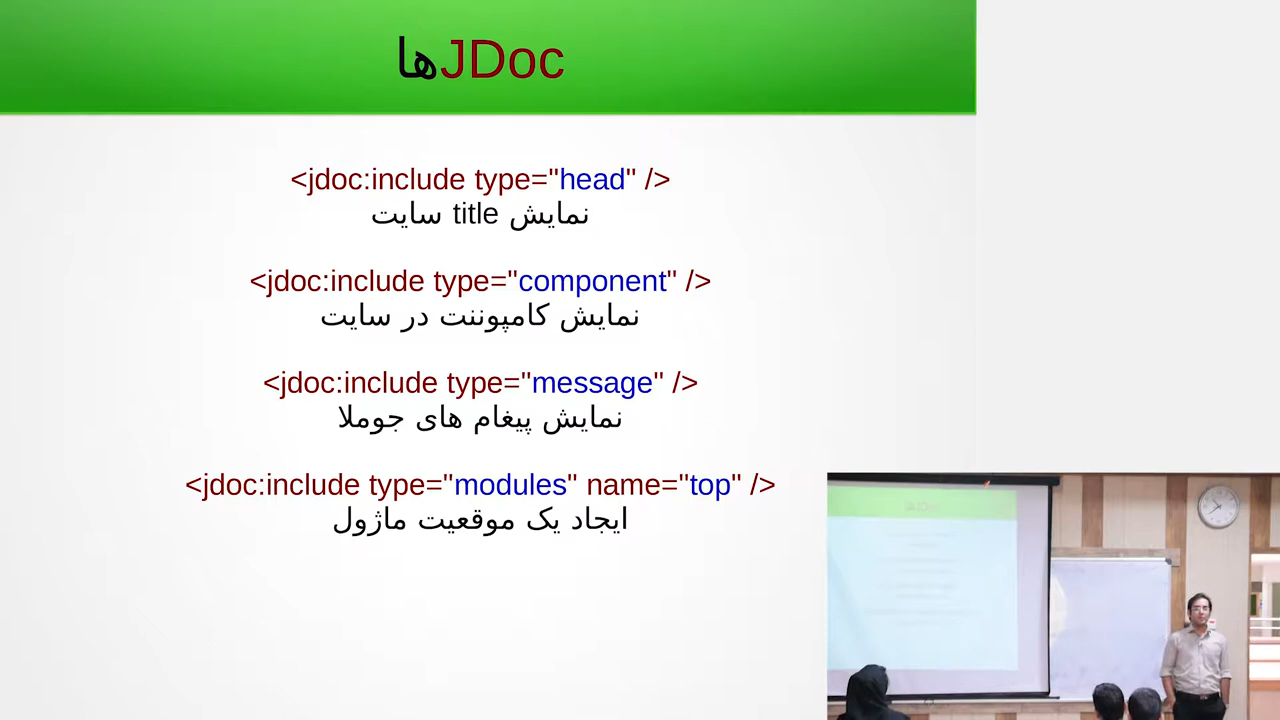 JDocها
<jdoc:include type="head" />
نمایش title سایت
<jdoc:include type="component" />
نمایش کامپوننت در سایت
<jdoc:include type="message" />
نمایش پیغام های جوملا
<jdoc:include type="modules" name="top" />
ایجاد یک موقعیت ماژول